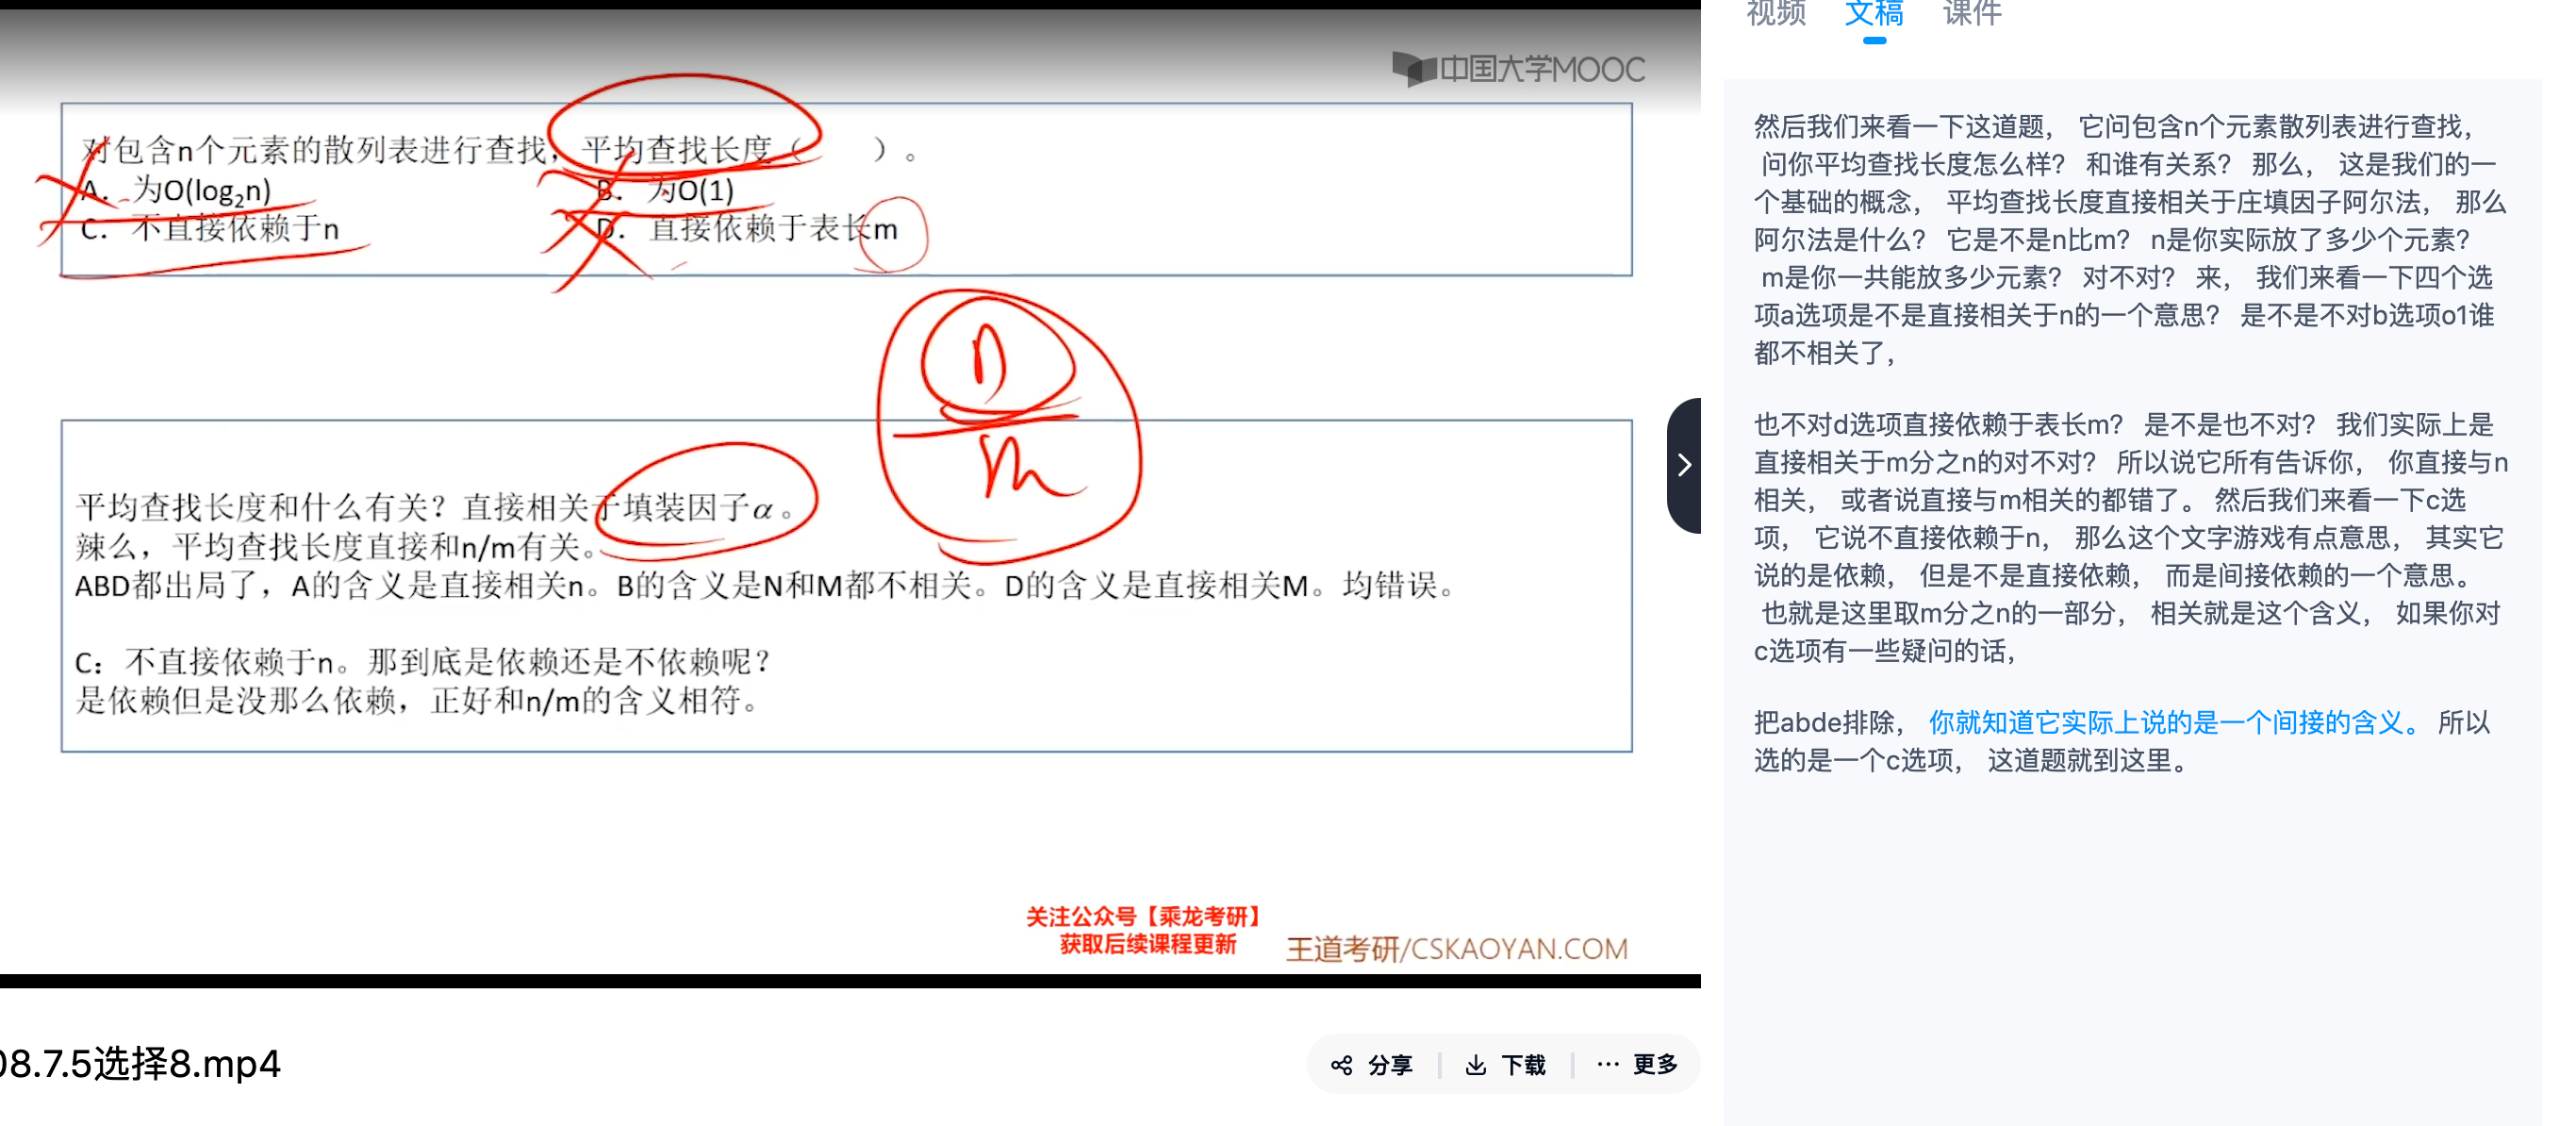 中国大学MOOC
对包含n个元素的散列表进行查找，平均查找长度（ ）。
A. 为O(log₂n) B. 为O(1)
C. 不直接依赖于n D. 直接依赖于表长m
n
m
平均查找长度和什么有关？直接相关于填装因子α。
辣么，平均查找长度直接和n/m有关。
ABD都出局了，A的含义是直接相关n。B的含义是N和M都不相关。D的含义是直接相关M。均错误。
C：不直接依赖于n。那到底是依赖还是不依赖呢？
是依赖但是没那么依赖，正好和n/m的含义相符。
关注公众号【乘龙考研】
获取后续课程更新
王道考研/CSKAOYAN.COM
08.7.5选择8.mp4
分享 下载 更多
视频 文稿 课件
然后我们来看一下这道题， 它问包含n个元素散列表进行查找，
问你平均查找长度怎么样？ 和谁有关系？ 那么， 这是我们的一
个基础的概念， 平均查找长度直接相关于庄填因子阿尔法， 那么
阿尔法是什么？ 它是不是n比m？ n是你实际放了多少个元素？
m是你一共能放多少元素？ 对不对？ 来， 我们来看一下四个选
项a选项是不是直接相关于n的一个意思？ 是不是不对b选项o1谁
都不相关了，
也不对d选项直接依赖于表长m？ 是不是也不对？ 我们实际上是
直接相关于m分之n的对不对？ 所以说它所有告诉你， 你直接与n
相关， 或者说直接与m相关的都错了。 然后我们来看一下c选
项， 它说不直接依赖于n， 那么这个文字游戏有点意思， 其实它
说的是依赖， 但是不是直接依赖， 而是间接依赖的一个意思。
也就是这里取m分之n的一部分， 相关就是这个含义， 如果你对
c选项有一些疑问的话，
把abde排除， 你就知道它实际上说的是一个间接的含义。 所以
选的是一个c选项， 这道题就到这里。